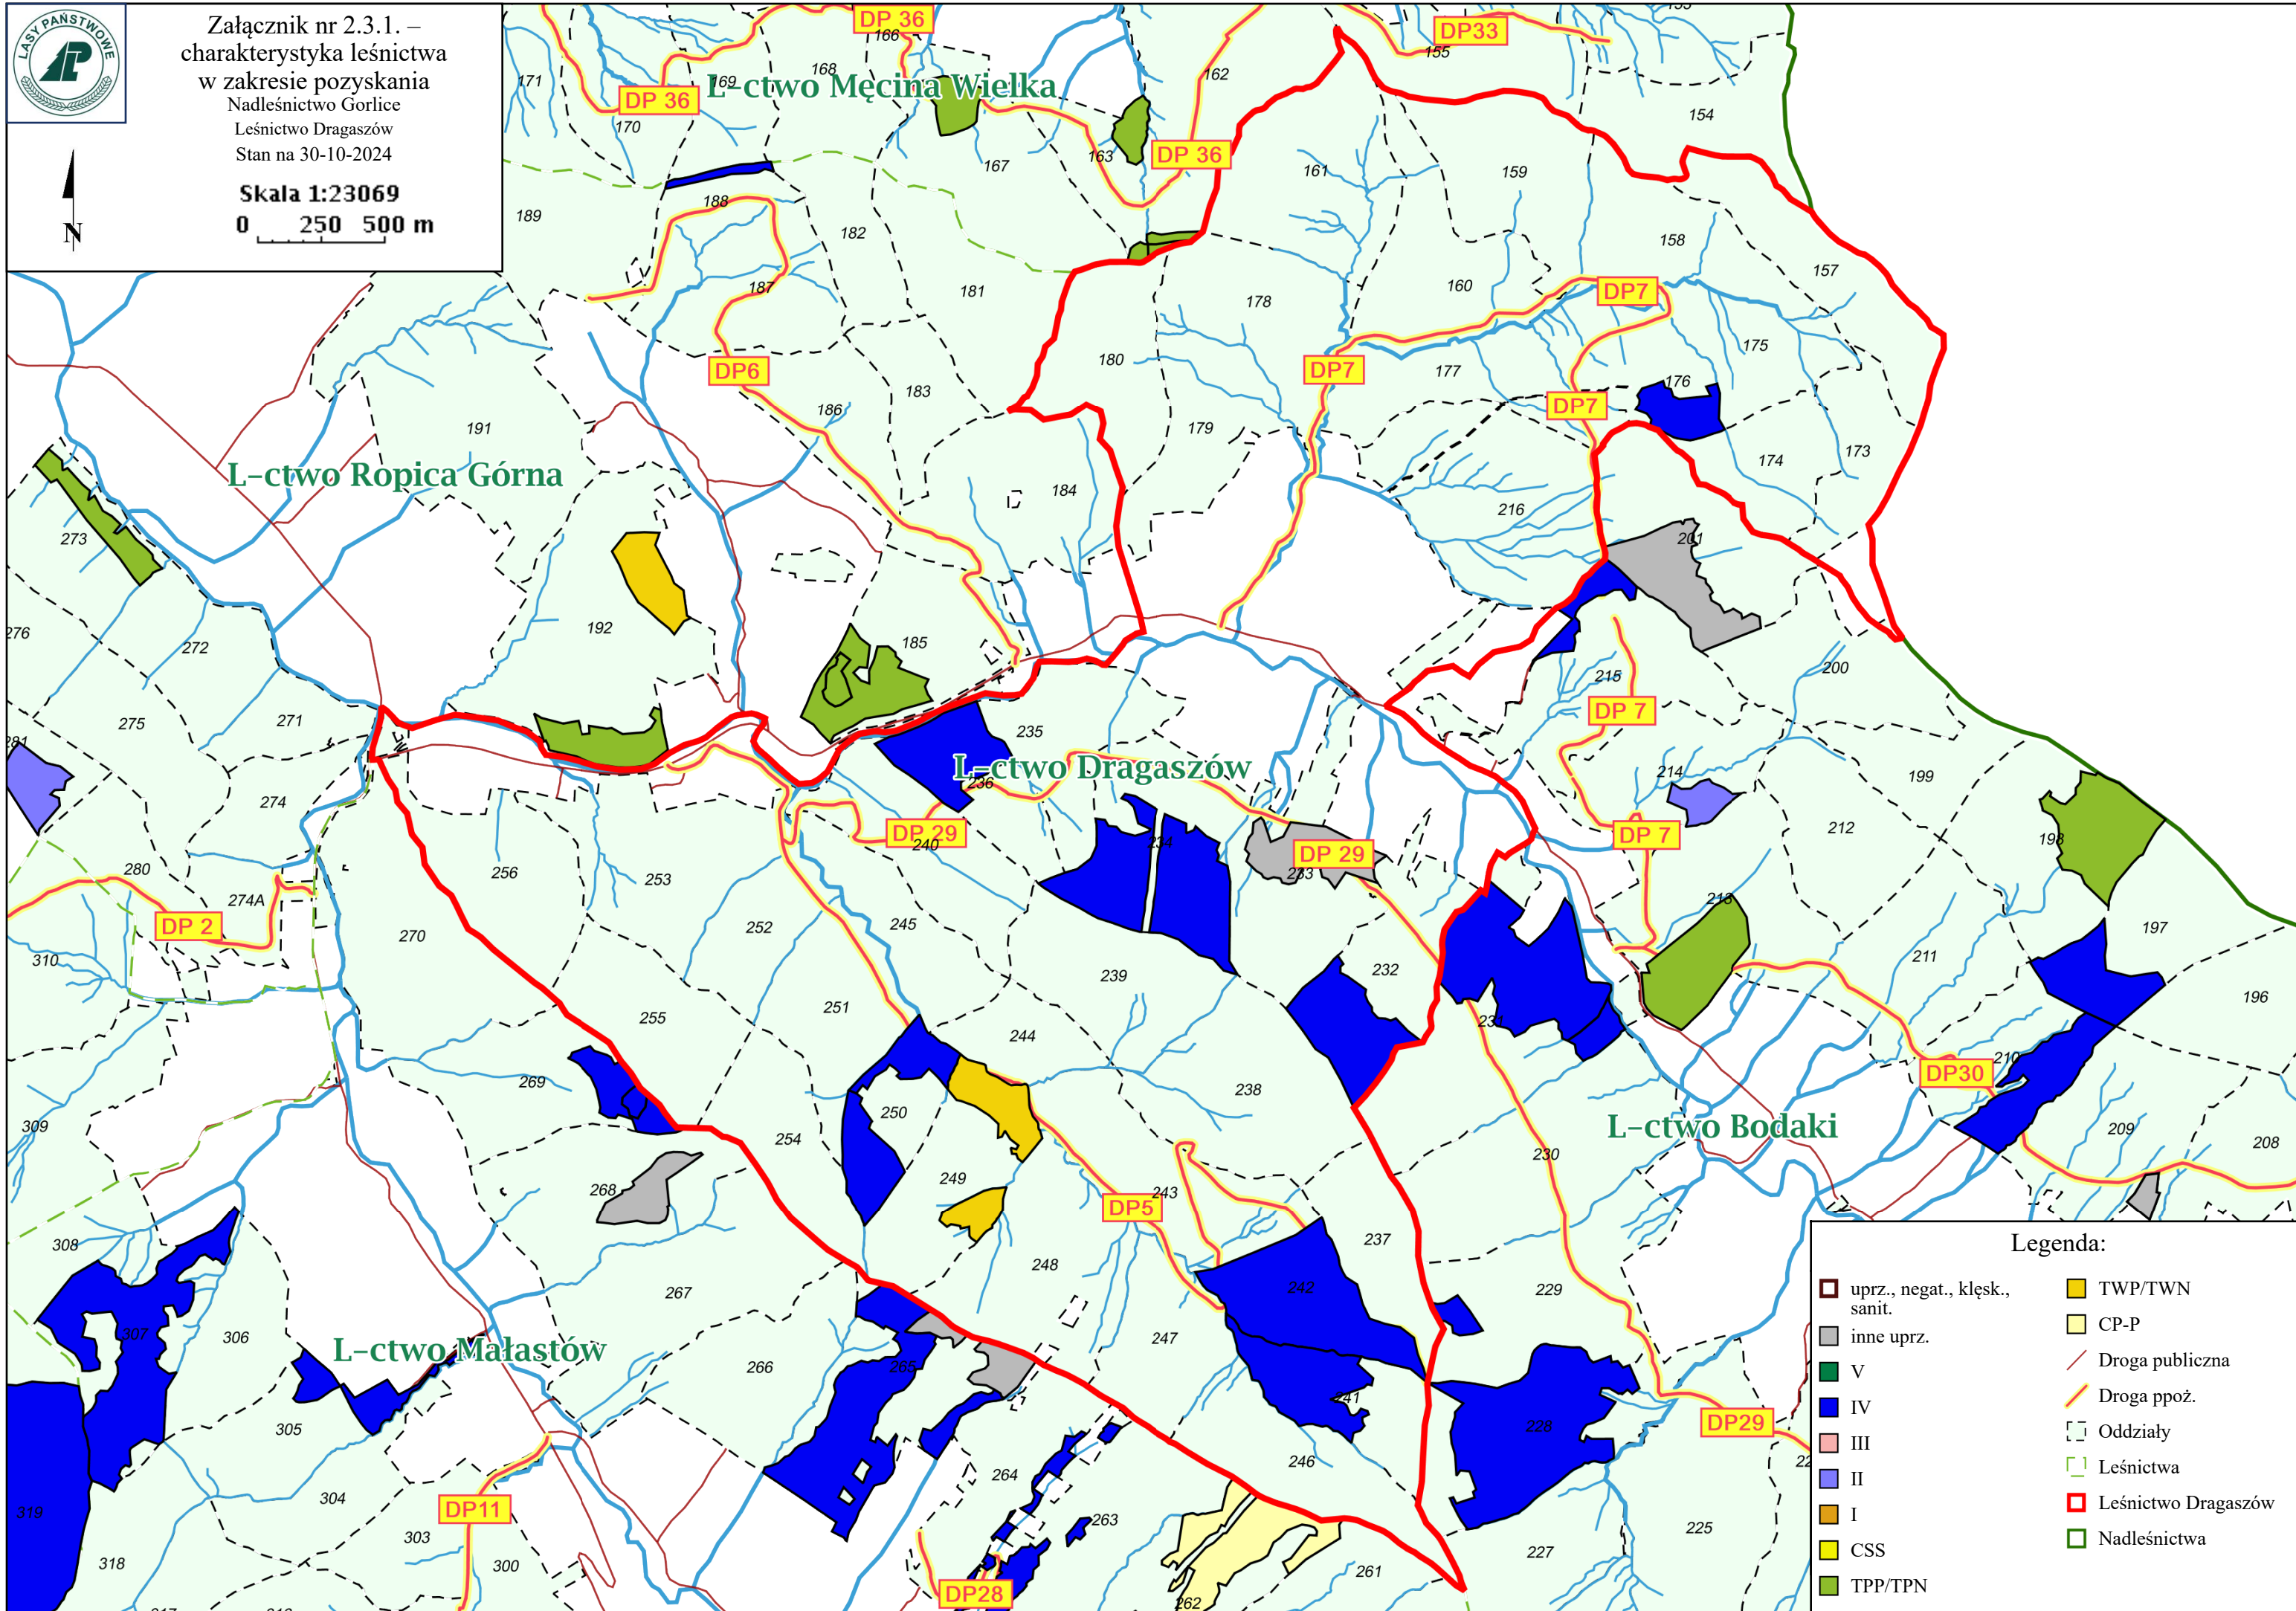 LASY PAŃSTWOWE
Załącznik nr 2.3.1. –
charakterystyka leśnictwa
w zakresie pozyskania
Nadleśnictwo Gorlice
Leśnictwo Dragaszów
Stan na 30-10-2024
Skala 1:23069
0 250 500 m
N
DP 36
166
DP33
155
171
169
168
L-ctwo Męcina Wielka
162
DP 36
170
154
167
163
DP 36
161
159
189
188
182
158
157
187
181
178
160
DP7
DP6
180
DP7
177
175
176
183
186
DP7
191
179
174
173
L-ctwo Ropica Górna
184
216
273
201
276
192
185
272
200
215
275
271
DP 7
235
281
L-ctwo Dragaszów
236
214
199
274
DP 29
240
234
DP 29
233
DP 7
212
198
280
256
253
274A
213
DP 2
270
252
245
197
310
239
232
211
196
255
251
231
244
269
238
210
DP30
250
309
254
L-ctwo Bodaki
209
208
230
249
268
243
DP5
308
237
248
242
229
267
307
306
L-ctwo Małastów
247
266
265
241
305
228
DP29
264
246
304
DP11
319
263
225
303
318
300
227
261
DP28
262
Legenda:
uprz., negat., klęsk.,
sanit.
inne uprz.
V
IV
III
II
I
CSS
TPP/TPN
TWP/TWN
CP-P
Droga publiczna
Droga ppoż.
Oddziały
Leśnictwa
Leśnictwo Dragaszów
Nadleśnictwa